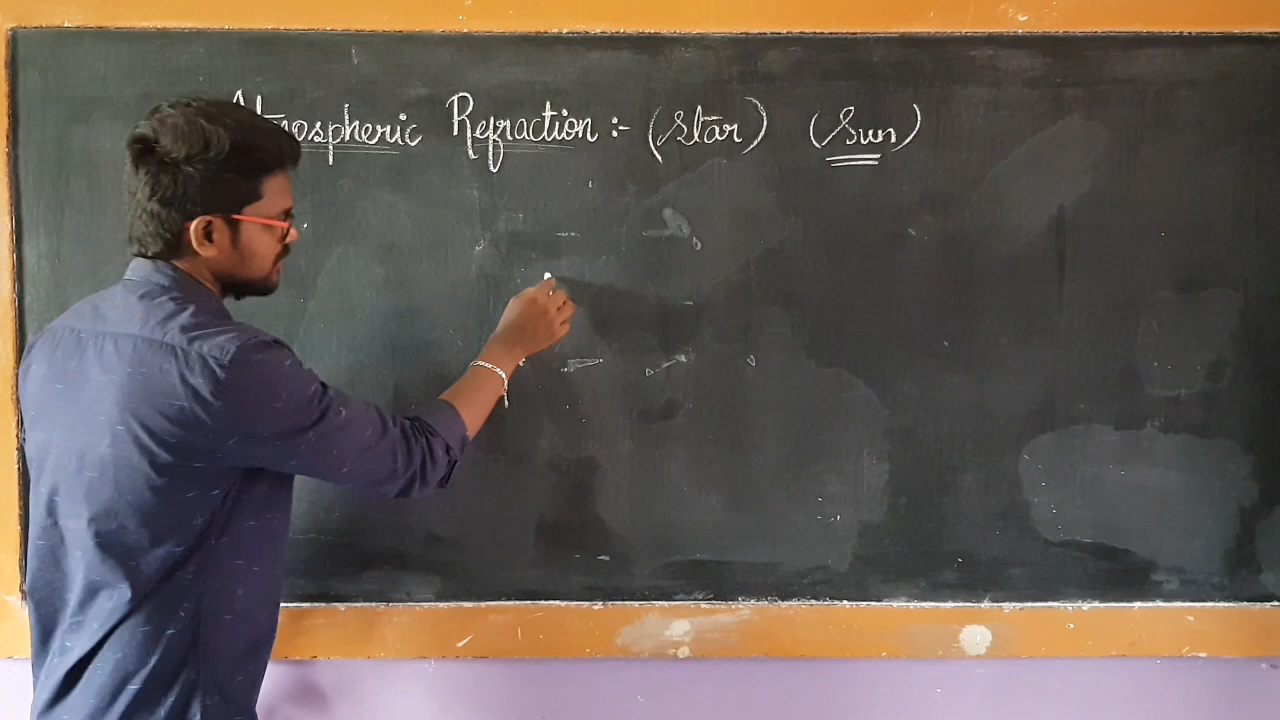 Atmospheric Refraction :- (Star) (Sun)